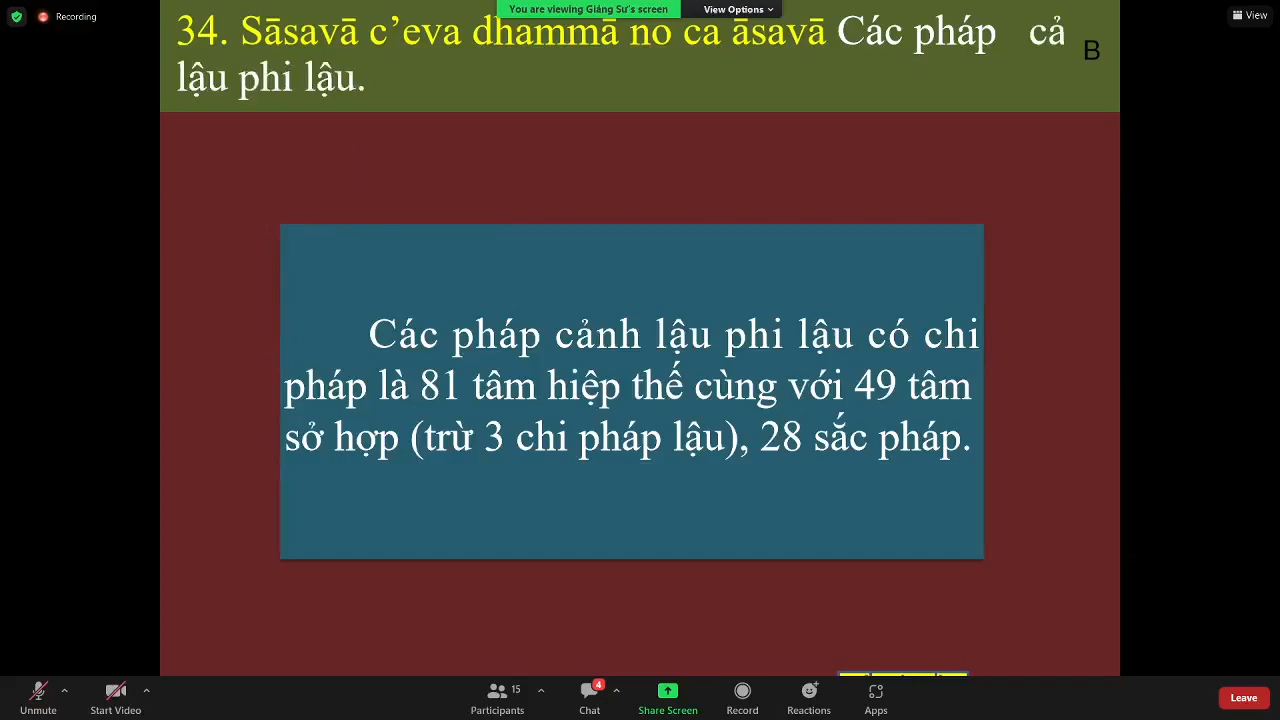 You are viewing Giảng Sư's screen
View Options
Recording
View
34. Sāsavā c’eva dhammā no ca āsavā Các pháp cả
lậu phi lậu.
B
Các pháp cảnh lậu phi lậu có chi
pháp là 81 tâm hiệp thế cùng với 49 tâm
sở hợp (trừ 3 chi pháp lậu), 28 sắc pháp.
Unmute
Start Video
15
Participants
4
Chat
Share Screen
Record
Reactions
Apps
Leave